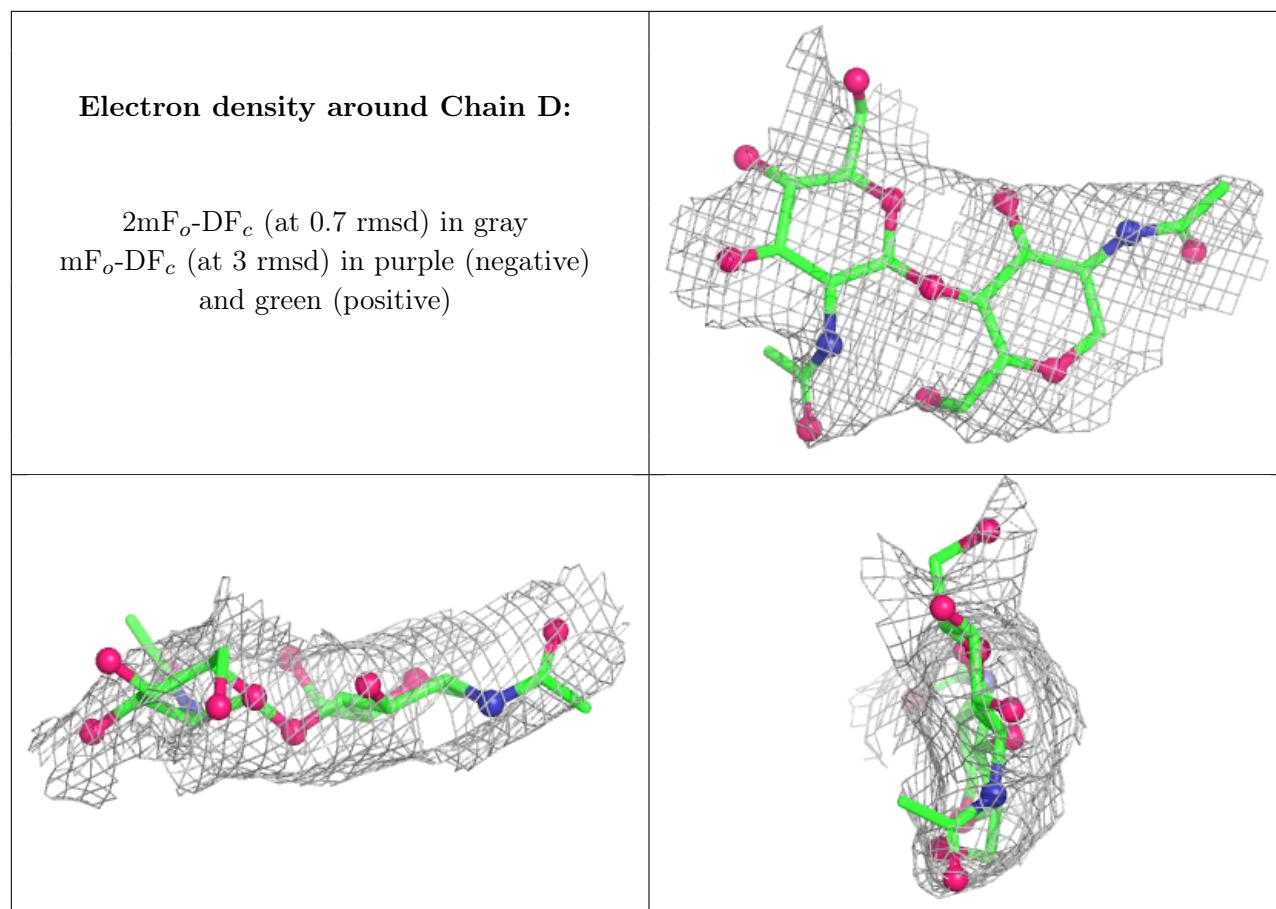 Electron density around Chain D:
2mFₒ-DF𝒸 (at 0.7 rmsd) in gray
mFₒ-DF𝒸 (at 3 rmsd) in purple (negative)
and green (positive)